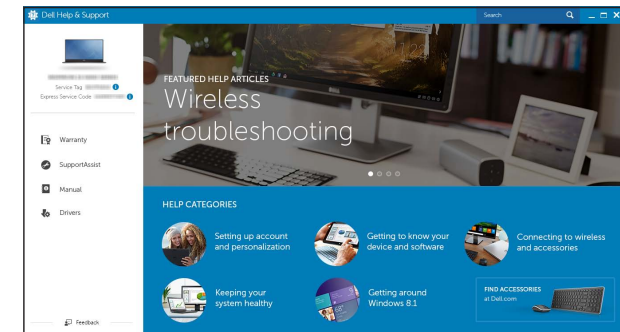 Dell Help & Support
Search
Service Tag
Express Service Code
Warranty
SupportAssist
Manual
Drivers
Feedback
FEATURED HELP ARTICLES
Wireless
troubleshooting
HELP CATEGORIES
Setting up account
and personalization
Getting to know your
device and software
Connecting to wireless
and accessories
Keeping your
system healthy
Getting around
Windows 8.1
FIND ACCESSORIES
at Dell.com